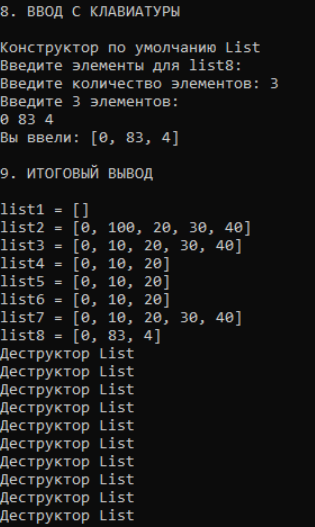 8. ВВОД С КЛАВИАТУРЫ
Конструктор по умолчанию List
Введите элементы для list8:
Введите количество элементов: 3
Введите 3 элементов:
0 83 4
Вы ввели: [0, 83, 4]
9. ИТОГОВЫЙ ВЫВОД
list1 = []
list2 = [0, 100, 20, 30, 40]
list3 = [0, 10, 20, 30, 40]
list4 = [0, 10, 20]
list5 = [0, 10, 20]
list6 = [0, 10, 20]
list7 = [0, 10, 20, 30, 40]
list8 = [0, 83, 4]
Деструктор List
Деструктор List
Деструктор List
Деструктор List
Деструктор List
Деструктор List
Деструктор List
Деструктор List
Деструктор List
Деструктор List